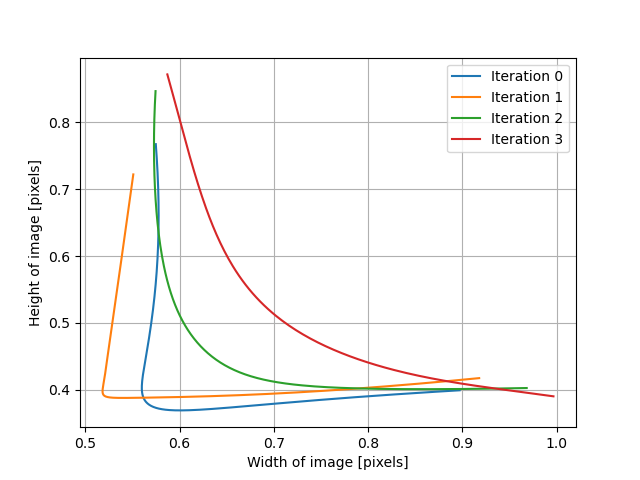 Iteration 0
Iteration 1
Iteration 2
Iteration 3
0.8
0.7
0.6
0.5
0.4
Height of image [pixels]
0.5 0.6 0.7 0.8 0.9 1.0
Width of image [pixels]